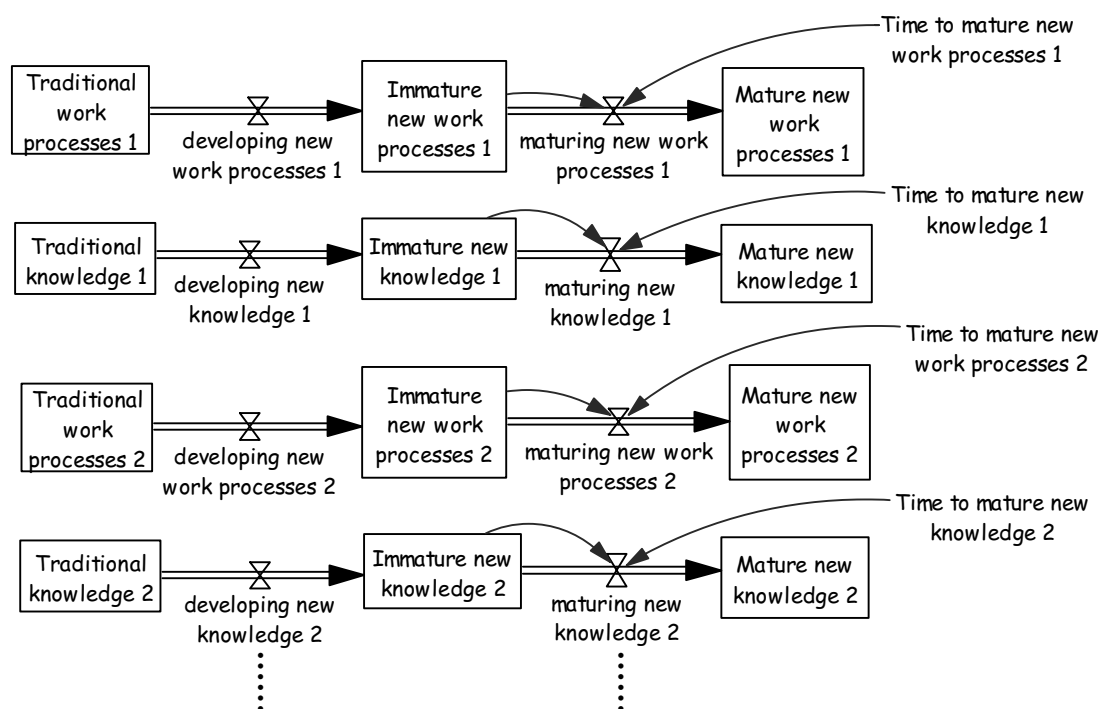 Time to mature new
work processes 1
Traditional
work
processes 1
developing new
work processes 1
Immature
new work
processes 1
maturing new work
processes 1
Mature new
work
processes 1
Time to mature new
knowledge 1
Traditional
knowledge 1
developing new
knowledge 1
Immature new
knowledge 1
maturing new
knowledge 1
Mature new
knowledge 1
Time to mature new
work processes 2
Traditional
work
processes 2
developing new
work processes 2
Immature
new work
processes 2
maturing new work
processes 2
Mature new
work
processes 2
Time to mature new
knowledge 2
Traditional
knowledge 2
developing new
knowledge 2
Immature new
knowledge 2
maturing new
knowledge 2
Mature new
knowledge 2